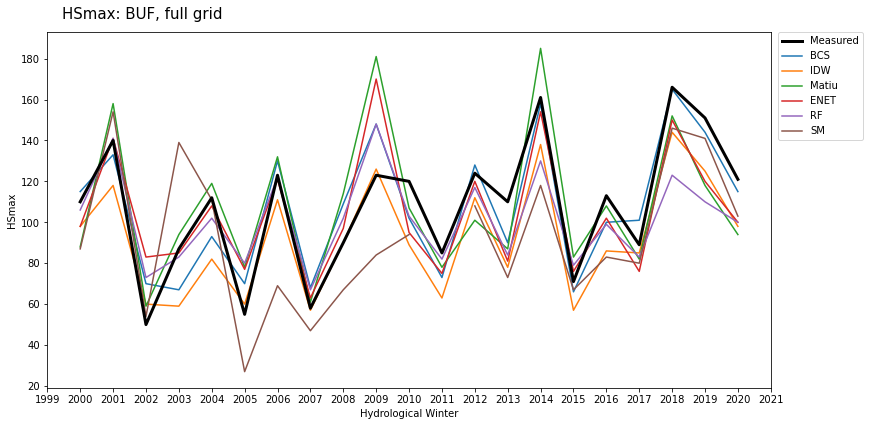 HSmax: BUF, full grid
Measured
BCS
IDW
Matiu
ENET
RF
SM
180
160
140
120
100
80
60
40
20
HSmax
1999 2000 2001 2002 2003 2004 2005 2006 2007 2008 2009 2010 2011 2012 2013 2014 2015 2016 2017 2018 2019 2020 2021
Hydrological Winter